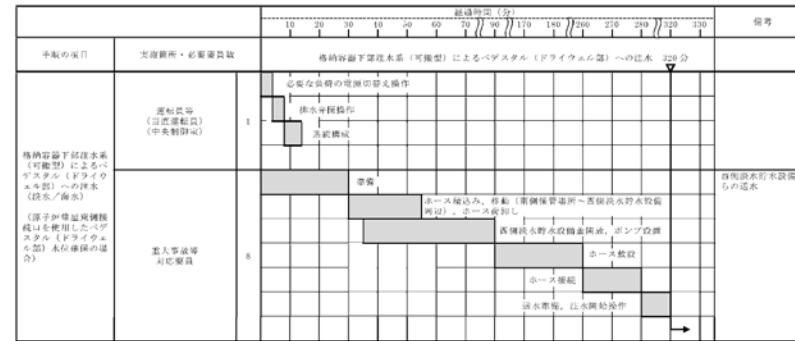 経過時間（分）
10 20 30 40 50 60 70 90 170 180 260 290 320 330
備考
手順の項目
実施箇所・必要要員数
格納容器下部注水系（可搬型）によるペデスタル（ドライウェル部）への注水 320分
格納容器下部注水系
（可搬型）によるペ
デスタル（ドライウ
ェル部）への注水
（淡水／海水）
（原子炉建屋東側接
続口を使用したペデ
スタル（ドライウェ
ル部）水位確保の場
合）
運転員等
（当直運転員）
（中央制御室）
1
必要な負荷の電源切替え操作
排水弁閉操作
系統構成
重大事故等
対応要員
8
準備
ホース積込み，移動（南側保管場所～西側淡水貯水設備
周辺），ホース荷卸し
西側淡水貯水設備蓋開放，ポンプ設置
ホース敷設
ホース接続
送水準備，注水開始操作
西側淡水貯水設備
らの送水